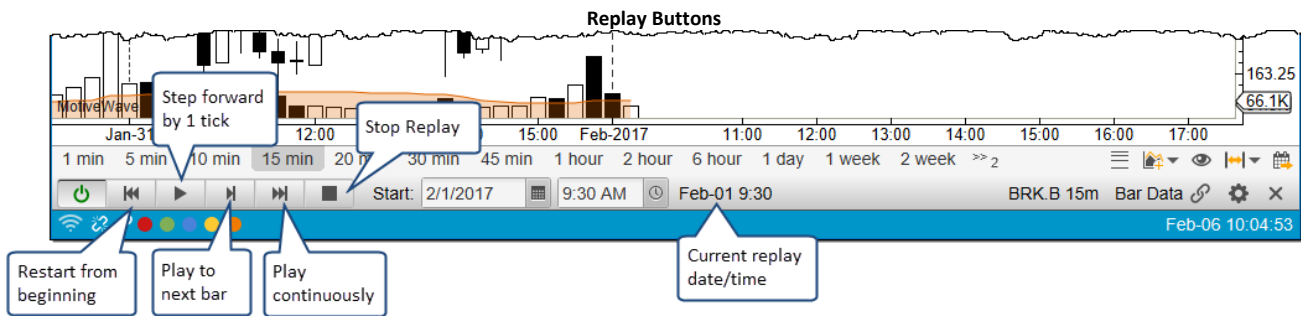 Replay Buttons
163.25
66.1K
MotiveWave
Step forward
by 1 tick
Stop Replay
Jan-31
12:00
15:00
Feb-2017
11:00
12:00
13:00
14:00
15:00
16:00
17:00
1 min
5 min
10 min
15 min
30 min
45 min
1 hour
2 hour
6 hour
1 day
1 week
2 week
>> 2
Start:
2/1/2017
9:30 AM
Feb-01 9:30
BRK.B 15m
Bar Data
Feb-06 10:04:53
Restart from
beginning
Play to
next bar
Play
continuously
Current replay
date/time